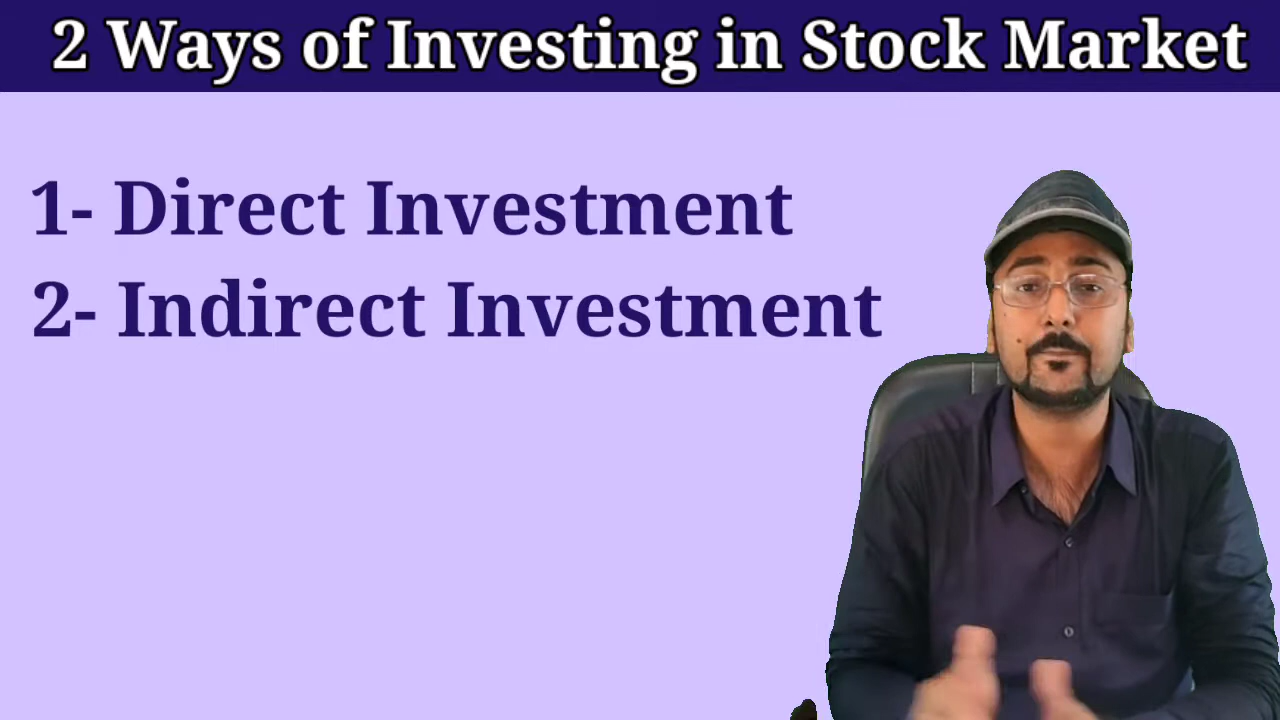 2 Ways of Investing in Stock Market
1- Direct Investment
2- Indirect Investment